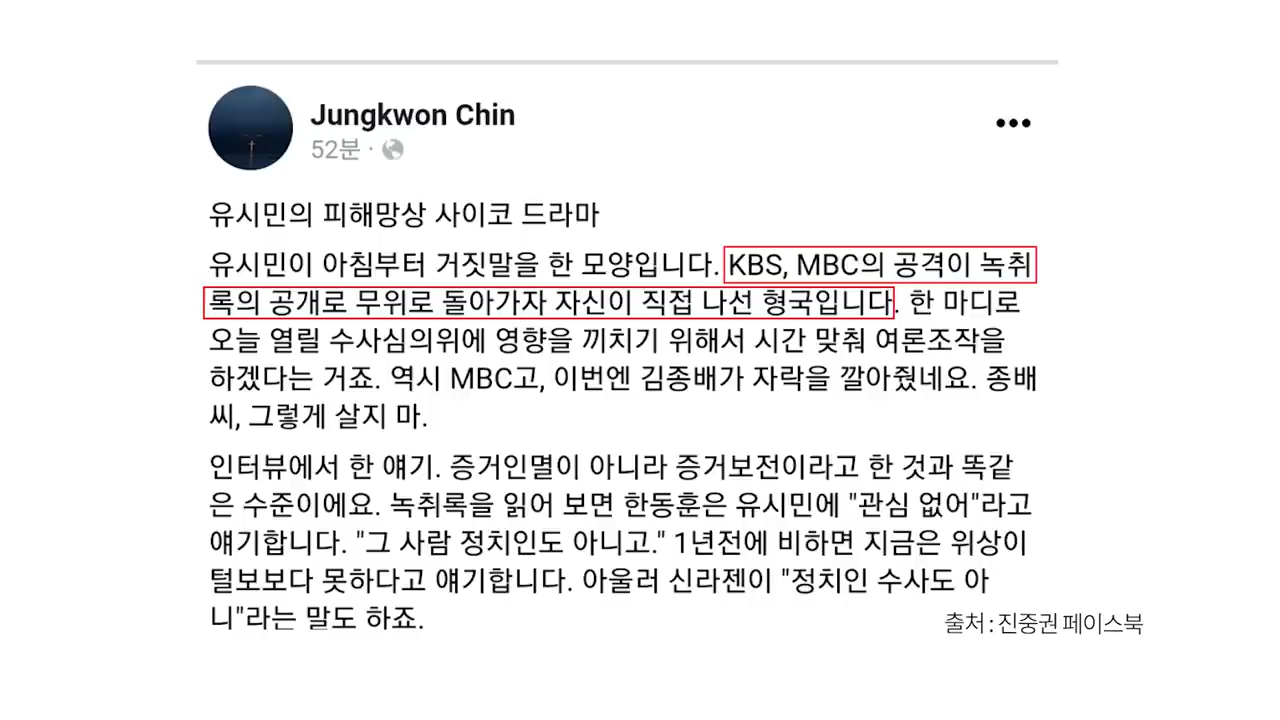 Jungkwon Chin
52분 ·
유시민의 피해망상 사이코 드라마
유시민이 아침부터 거짓말을 한 모양입니다. KBS, MBC의 공격이 녹취
록의 공개로 무위로 돌아가자 자신이 직접 나선 형국입니다. 한 마디로
오늘 열릴 수사심의위에 영향을 끼치기 위해서 시간 맞춰 여론조작을
하겠다는 거죠. 역시 MBC고, 이번엔 김종배가 자락을 깔아줬네요. 종배
씨, 그렇게 살지 마.
인터뷰에서 한 얘기. 증거인멸이 아니라 증거보전이라고 한 것과 똑같
은 수준이에요. 녹취록을 읽어 보면 한동훈은 유시민에 "관심 없어"라고
얘기합니다. "그 사람 정치인도 아니고." 1년전에 비하면 지금은 위상이
털보보다 못하다고 얘기합니다. 아울러 신라젠이 "정치인 수사도 아
니"라는 말도 하죠.
출처 : 진중권 페이스북